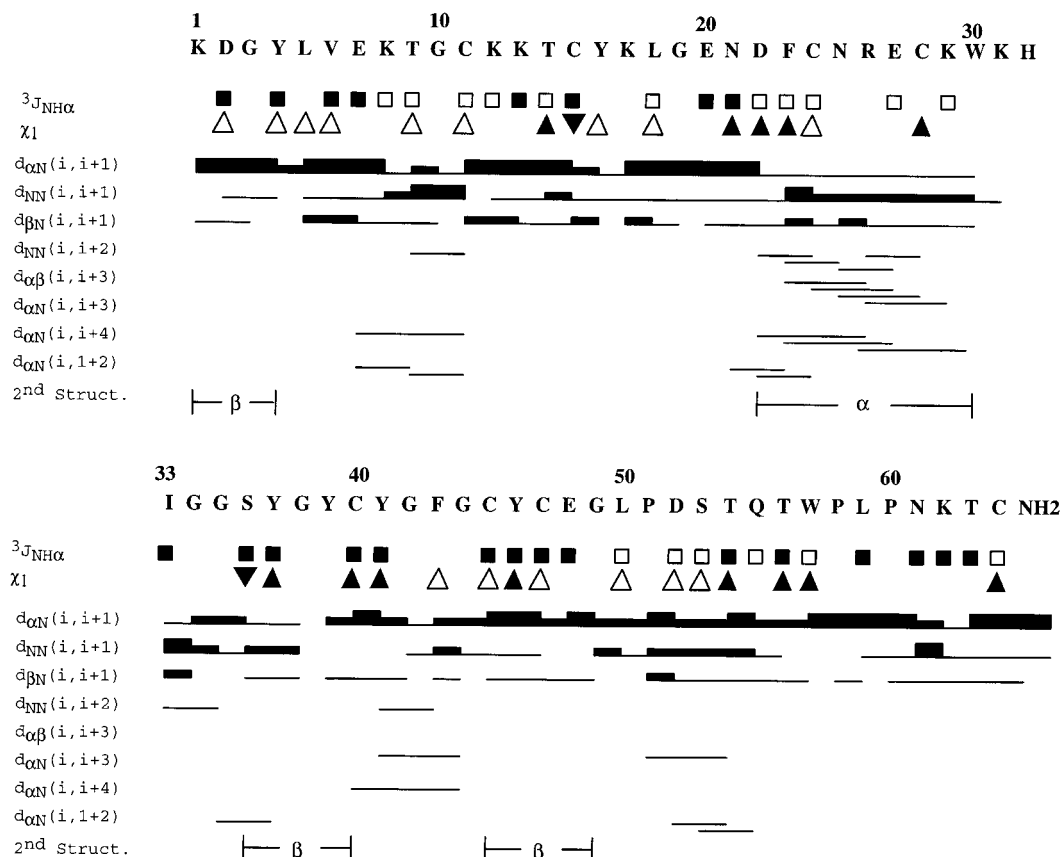 1 10 20 30
K D G Y L V E K T G C K K T C Y K L G E N D F C N R E C K W K H
3JNHα
χ1
dαN(i,i+1)
dNN(i,i+1)
dβN(i,i+1)
dNN(i,i+2)
dαβ(i,i+3)
dαN(i,i+3)
dαN(i,i+4)
dαN(i,1+2)
2nd Struct. β α
33 40 50 60
I G G S Y G Y C Y G F G C Y C E G L P D S T Q T W P L P N K T C NH2
3JNHα
χ1
dαN(i,i+1)
dNN(i,i+1)
dβN(i,i+1)
dNN(i,i+2)
dαβ(i,i+3)
dαN(i,i+3)
dαN(i,i+4)
dαN(i,1+2)
2nd Struct. β β